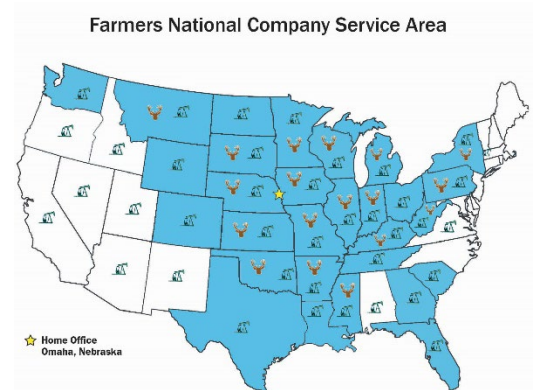 Farmers National Company Service Area
Home Office
Omaha, Nebraska